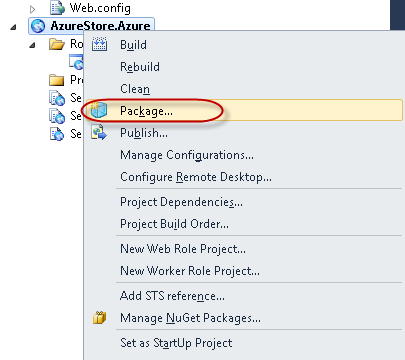 Web.config
AzureStore.Azure
Ro
Build
Rebuild
Clean
Pr
Package...
Se
Publish...
Se
Manage Configurations...
Se
Configure Remote Desktop...
Project Dependencies...
Project Build Order...
New Web Role Project...
New Worker Role Project...
Add STS reference...
Manage NuGet Packages...
Set as StartUp Project